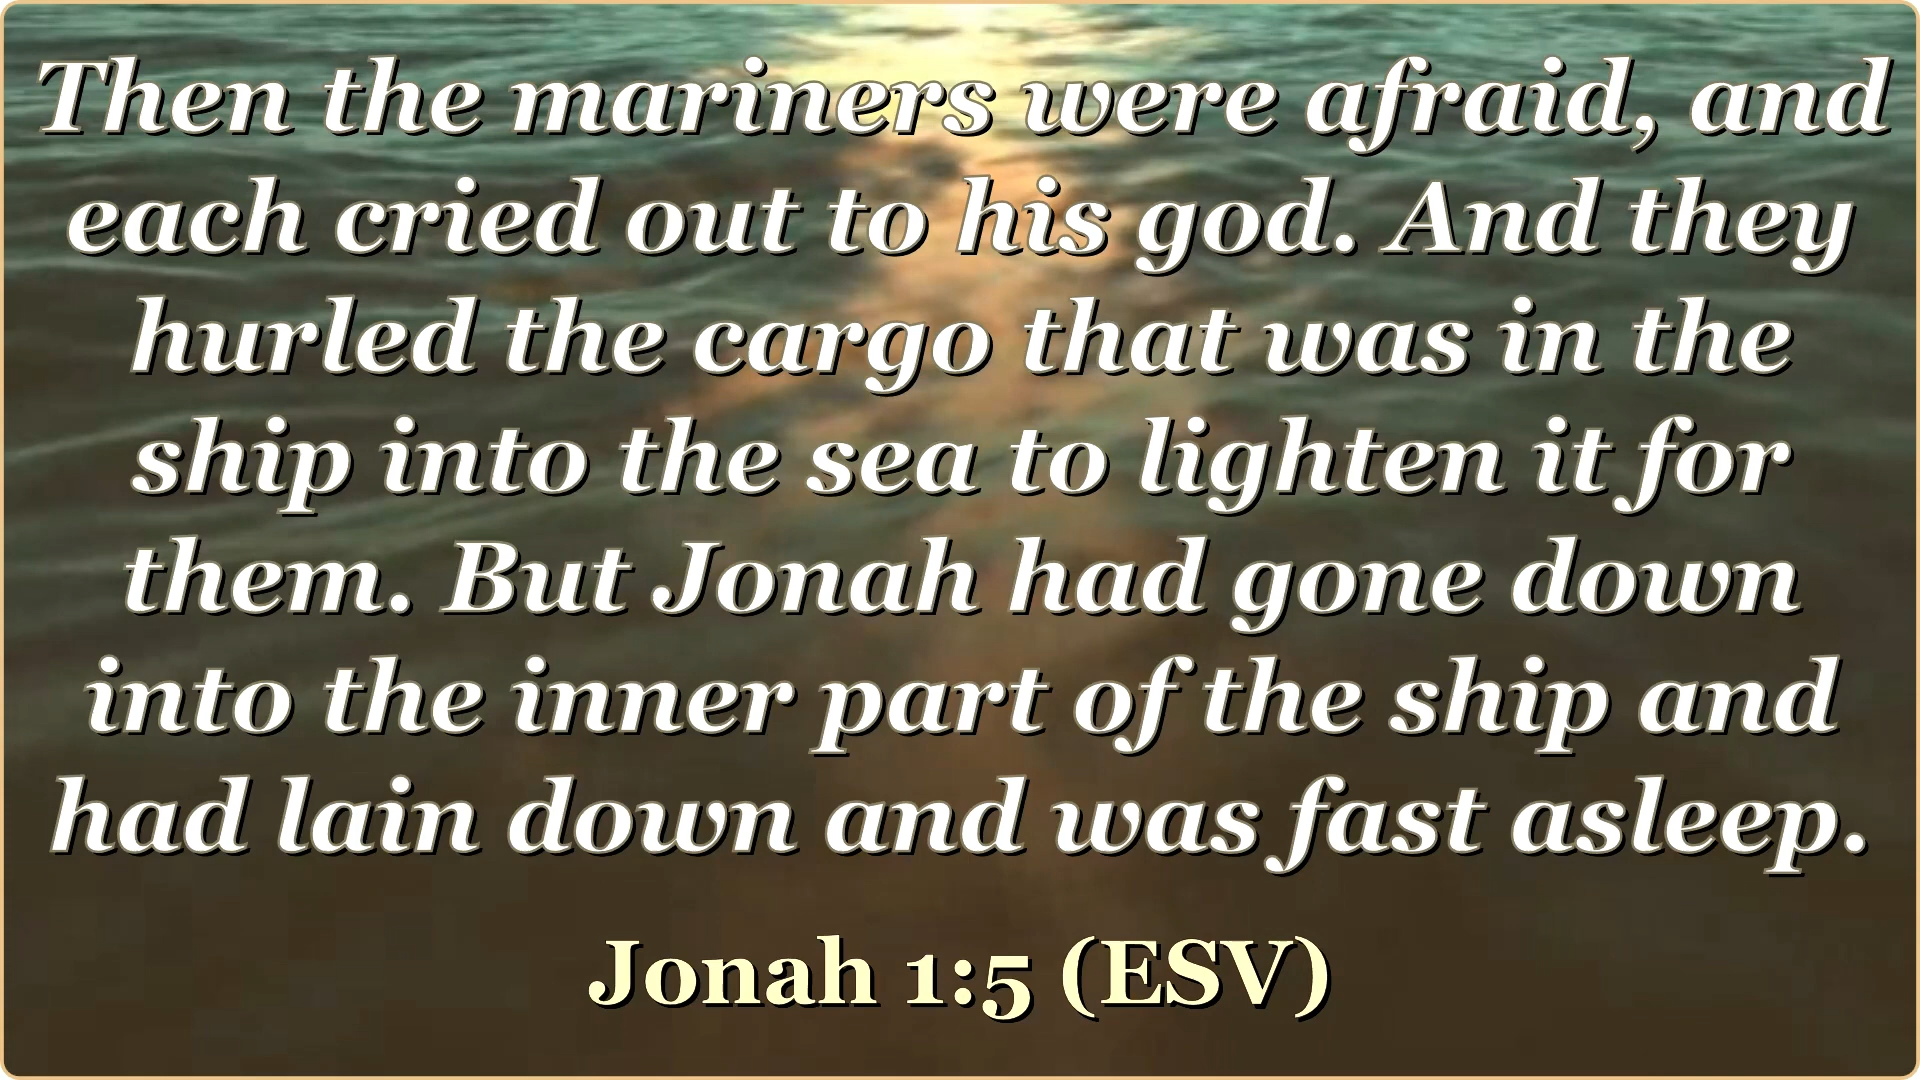 Then the mariners were afraid, and
each cried out to his god. And they
hurled the cargo that was in the
ship into the sea to lighten it for
them. But Jonah had gone down
into the inner part of the ship and
had lain down and was fast asleep.
Jonah 1:5 (ESV)